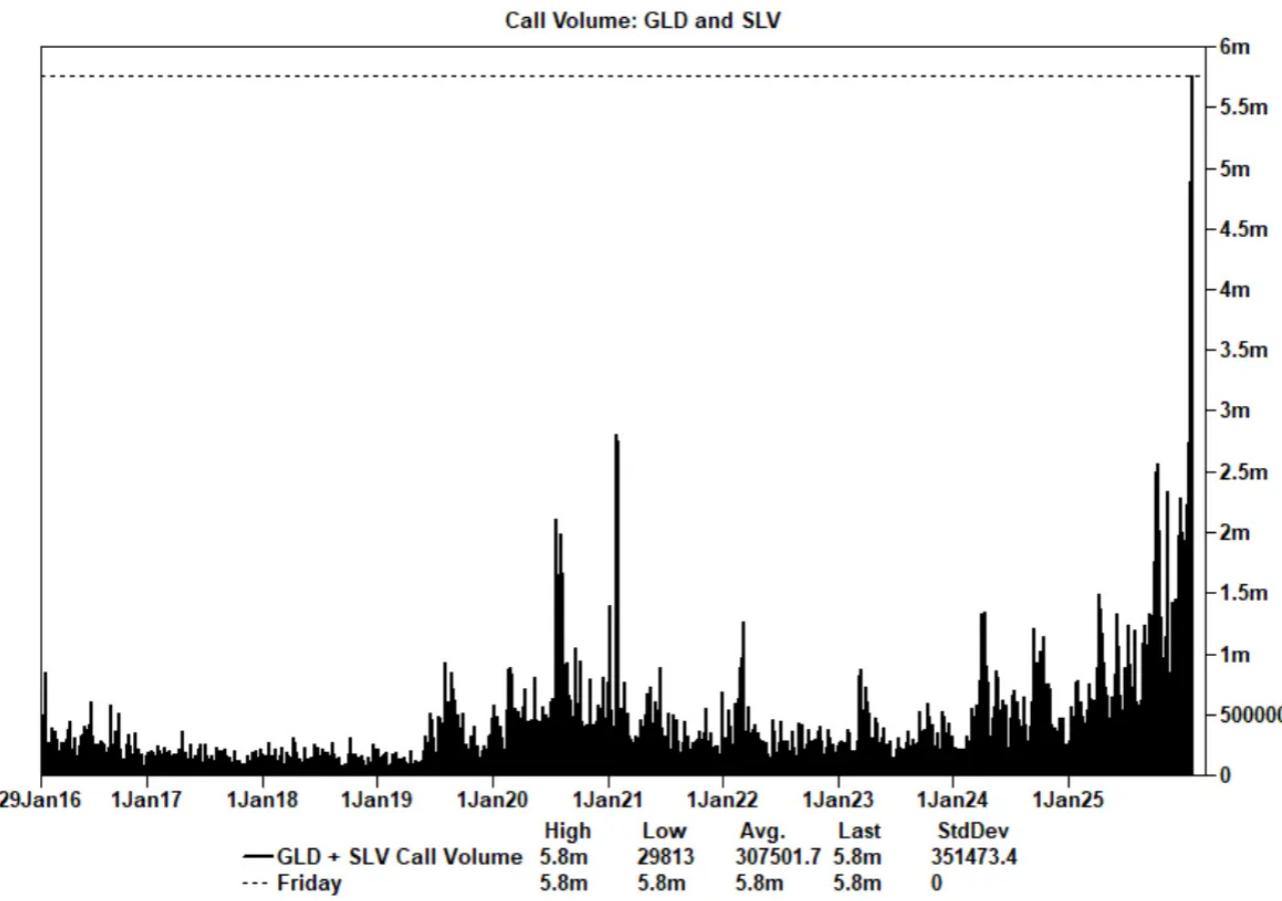 Call Volume: GLD and SLV
6m
5.5m
5m
4.5m
4m
3.5m
3m
2.5m
2m
1.5m
1m
500000
0
29Jan16 1Jan17 1Jan18 1Jan19 1Jan20 1Jan21 1Jan22 1Jan23 1Jan24 1Jan25
High Low Avg. Last StdDev
GLD + SLV Call Volume 5.8m 29813 307501.7 5.8m 351473.4
Friday 5.8m 5.8m 5.8m 5.8m 0